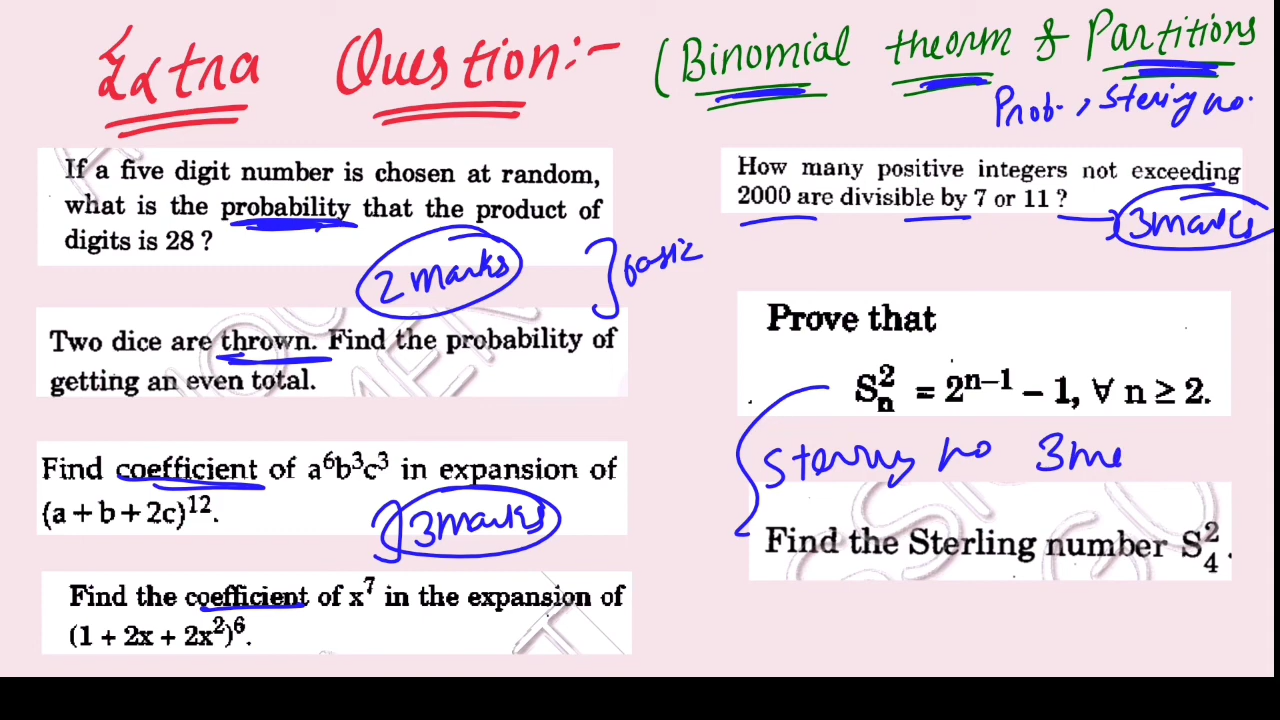 Extra Question:- (Binomial theorm & Partitions
Prob., Stering no.
If a five digit number is chosen at random,
what is the probability that the product of
digits is 28 ?
2 marks
} basic
Two dice are thrown. Find the probability of
getting an even total.
Find coefficient of a⁶b³c³ in expansion of
(a + b + 2c)¹².
3 marks
Find the coefficient of x⁷ in the expansion of
(1 + 2x + 2x²)⁶.
How many positive integers not exceeding
2000 are divisible by 7 or 11 ?
3 marks
Prove that
S²ₙ = 2ⁿ⁻¹ – 1, ∀ n ≥ 2.
no 3m
Find the Sterling number S²₄.